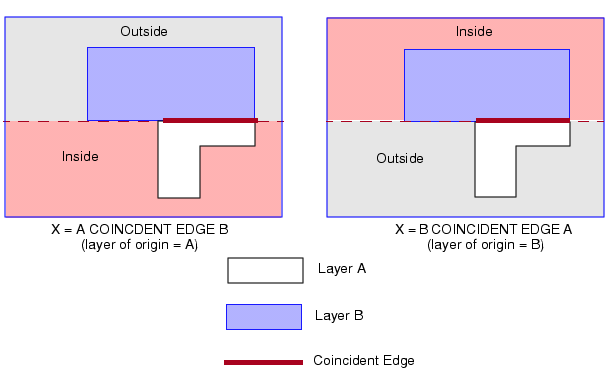 Outside
Inside
X = A COINCDENT EDGE B
(layer of origin = A)
Inside
Outside
X = B COINCIDENT EDGE A
(layer of origin = B)
Layer A
Layer B
Coincident Edge